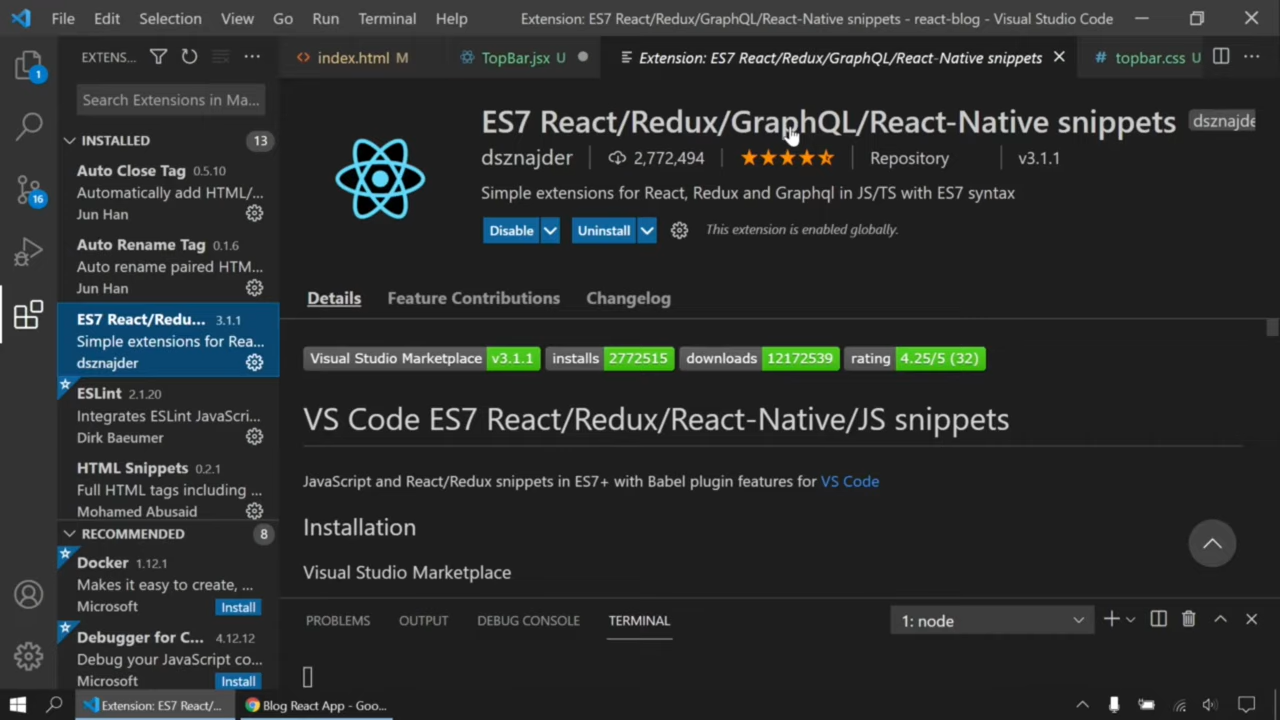 File Edit Selection View Go Run Terminal Help Extension: ES7 React/Redux/GraphQL/React-Native snippets - react-blog - Visual Studio Code
EXTENS...
index.html M
TopBar.jsx U
Extension: ES7 React/Redux/GraphQL/React-Native snippets
topbar.css U
1
16
Search Extensions in Ma...
INSTALLED 13
Auto Close Tag 0.5.10
Automatically add HTML/...
Jun Han
Auto Rename Tag 0.1.6
Auto rename paired HTM...
Jun Han
ES7 React/Redu... 3.1.1
Simple extensions for Rea...
dsznajder
ESLint 2.1.20
Integrates ESLint JavaScri...
Dirk Baeumer
HTML Snippets 0.2.1
Full HTML tags including ...
Mohamed Abusaid
RECOMMENDED 8
Docker 1.12.1
Makes it easy to create, ...
Microsoft Install
Debugger for C... 4.12.12
Debug your JavaScript co...
Microsoft Install
ES7 React/Redux/GraphQL/React-Native snippets dsznajde
dsznajder 2,772,494 Repository v3.1.1
Simple extensions for React, Redux and Graphql in JS/TS with ES7 syntax
Disable Uninstall This extension is enabled globally.
Details Feature Contributions Changelog
Visual Studio Marketplace v3.1.1 installs 2772515 downloads 12172539 rating 4.25/5 (32)
VS Code ES7 React/Redux/React-Native/JS snippets
JavaScript and React/Redux snippets in ES7+ with Babel plugin features for VS Code
Installation
Visual Studio Marketplace
PROBLEMS OUTPUT DEBUG CONSOLE TERMINAL 1: node
Extension: ES7 React/... Blog React App - Goo...